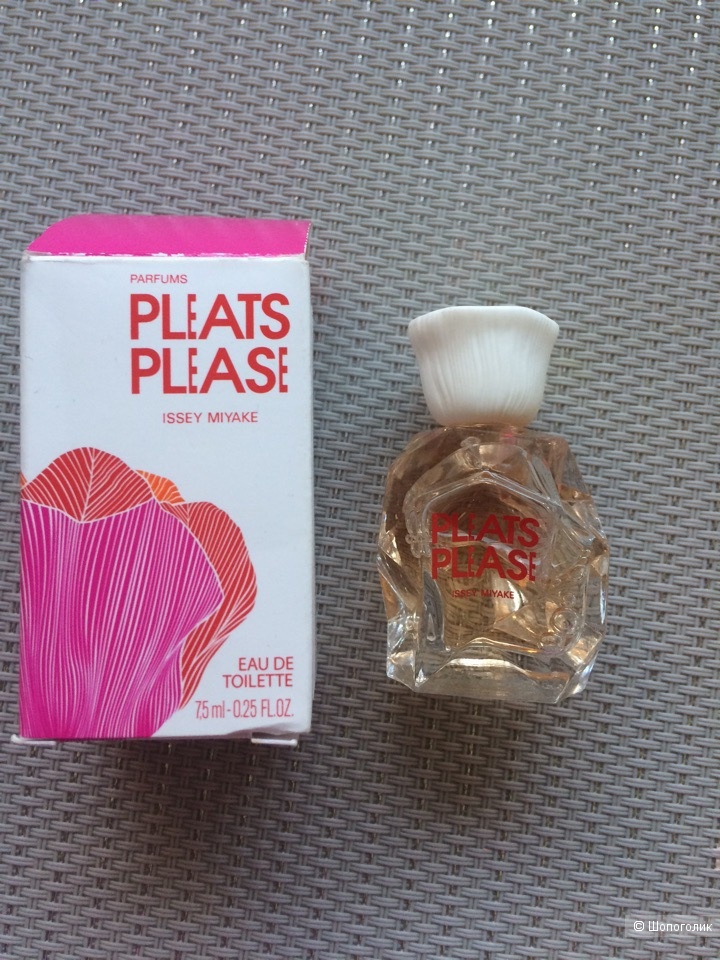 PARFUMS
PLEATS
PLEASE
ISSEY MIYAKE
EAU DE
TOILETTE
7,5 ml-0.25 FL.OZ.
PLEATS
PLEASE
ISSEY MIYAKE
© Шопоголик